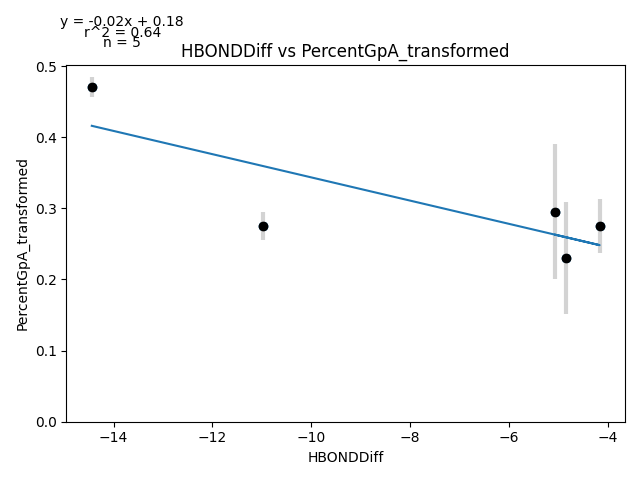 y = -0.02x + 0.18
r^2 = 0.64
n = 5
HBONDDiff vs PercentGpA_transformed
PercentGpA_transformed
0.5
0.4
0.3
0.2
0.1
0.0
−14
−12
−10
−8
−6
−4
HBONDDiff